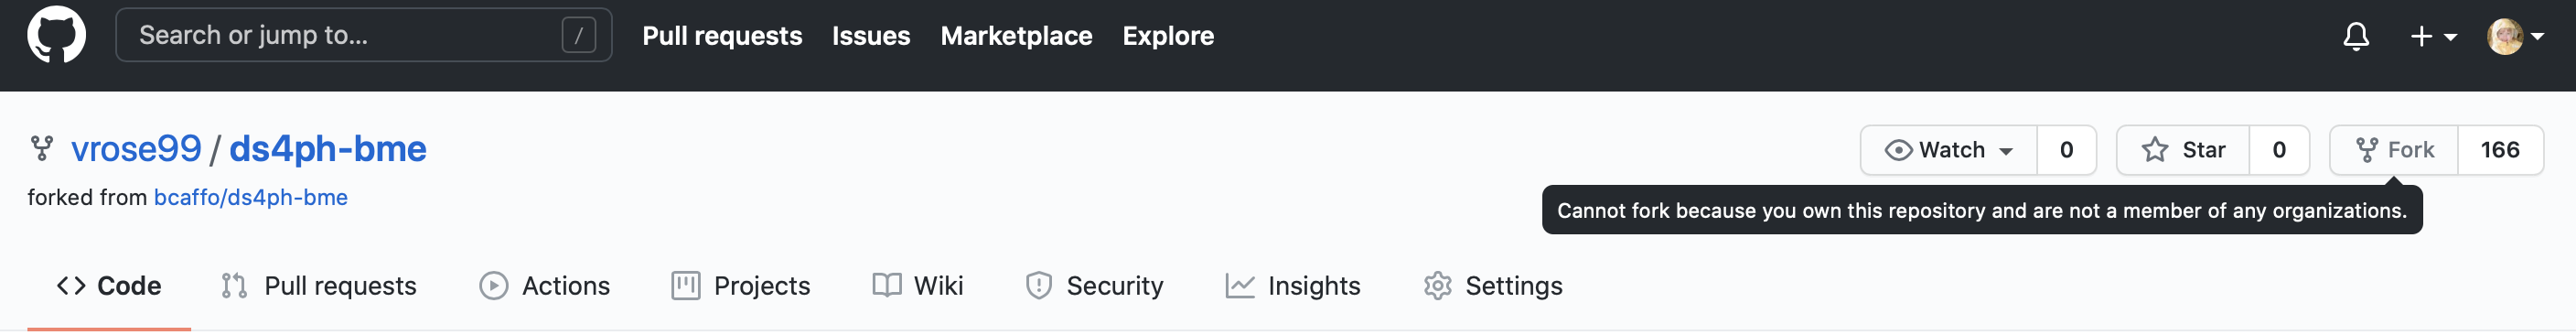 Search or jump to... / Pull requests Issues Marketplace Explore
vrose99 / ds4ph-bme Watch 0 Star 0 Fork 166
forked from bcaffo/ds4ph-bme
Cannot fork because you own this repository and are not a member of any organizations.
Code Pull requests Actions Projects Wiki Security Insights Settings